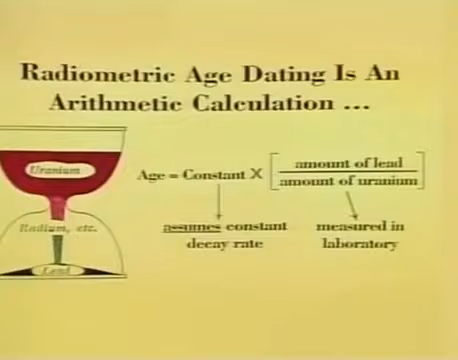 Radiometric Age Dating Is An
Arithmetic Calculation ...
Uranium
Radium, etc.
Lead
Age = Constant X [amount of lead
amount of uranium]
assumes constant
decay rate
measured in
laboratory